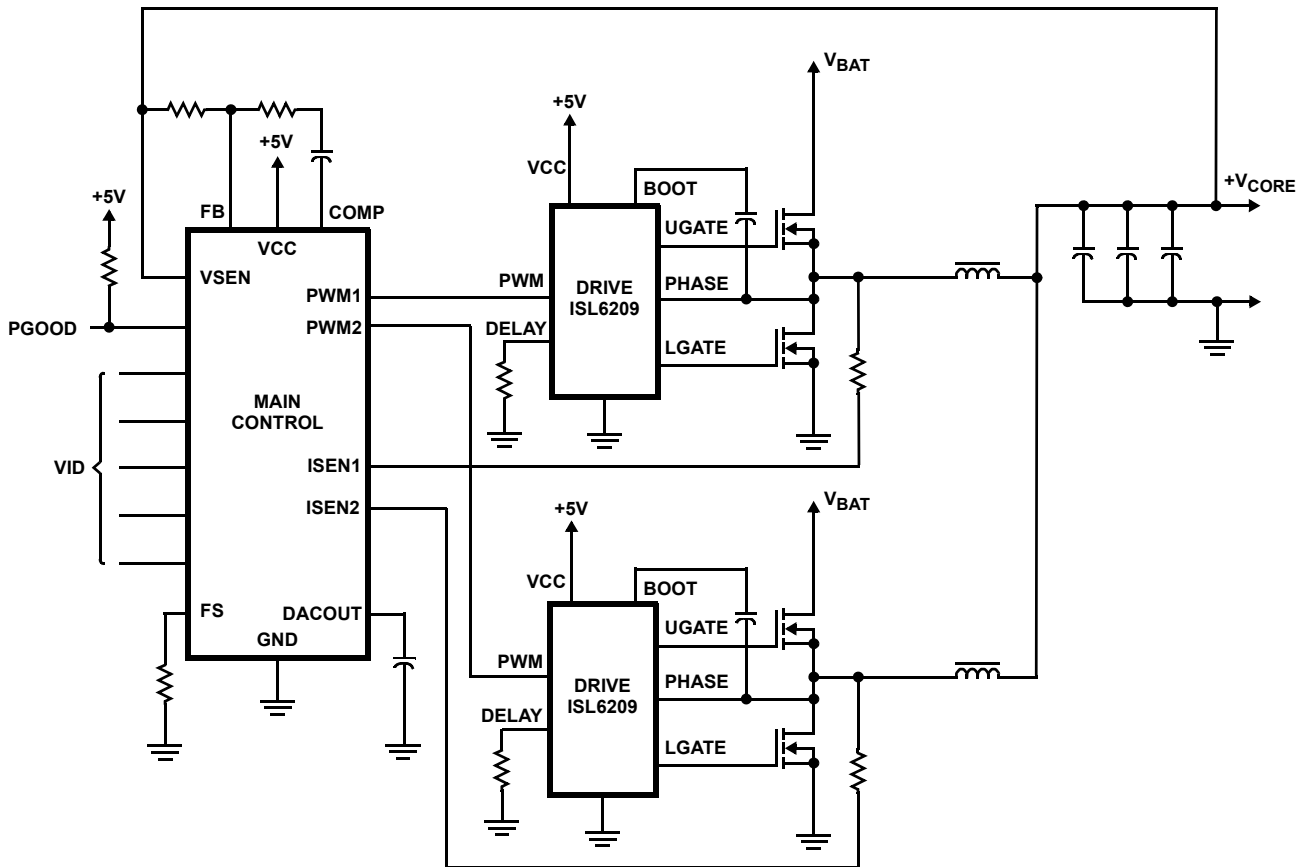 V_BAT
+5V
+5V
VCC
BOOT
+V_CORE
+5V
FB
COMP
VCC
UGATE
VSEN
PWM
DRIVE
ISL6209
PHASE
PWM1
PGOOD
PWM2
DELAY
LGATE
MAIN
CONTROL
VID
ISEN1
ISEN2
V_BAT
+5V
VCC
BOOT
FS
DACOUT
UGATE
GND
PWM
DRIVE
ISL6209
PHASE
DELAY
LGATE